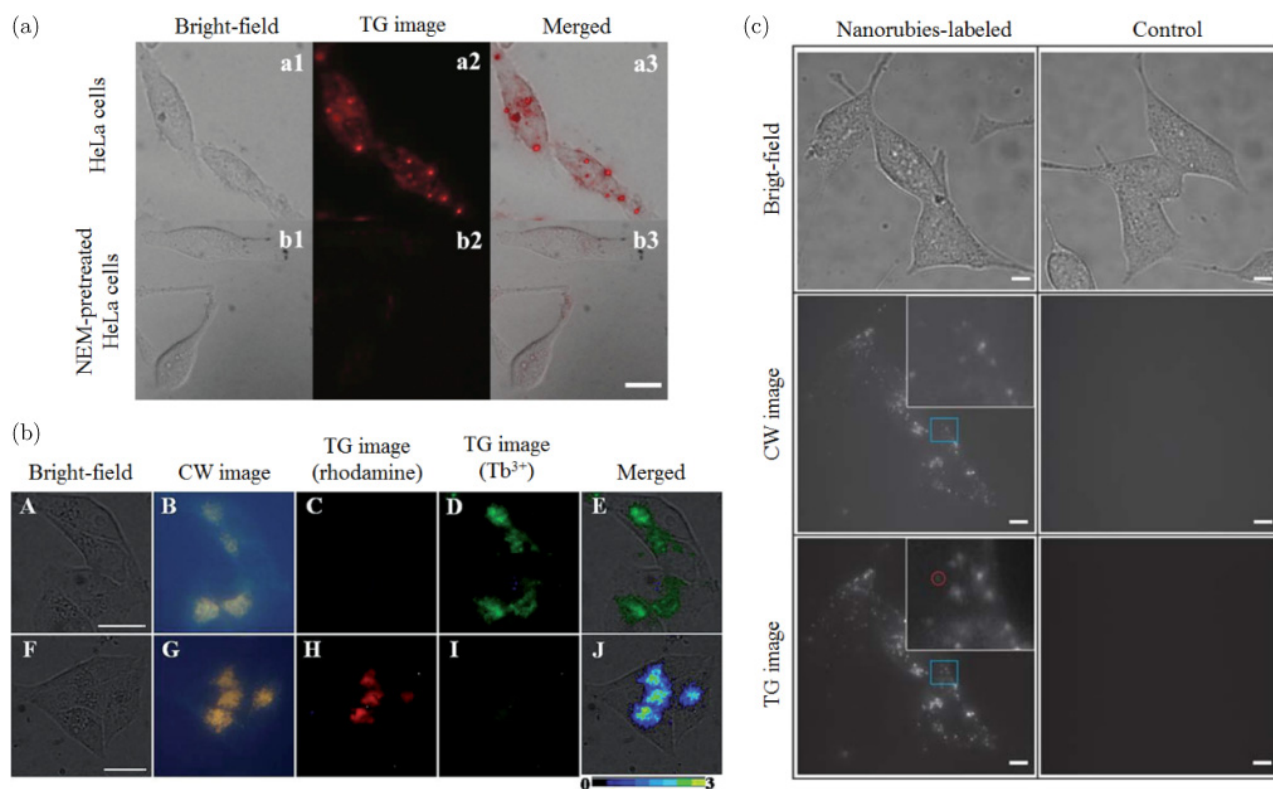 (a)
Bright-field TG image Merged
HeLa cells
a1 a2 a3
NEM-pretreated
HeLa cells
b1 b2 b3
(b)
TG image TG image
Bright-field CW image (rhodamine) (Tb³⁺) Merged
A B C D E
F G H I J
0 3
(c)
Nanorubies-labeled Control
Brigt-field
CW image
TG image